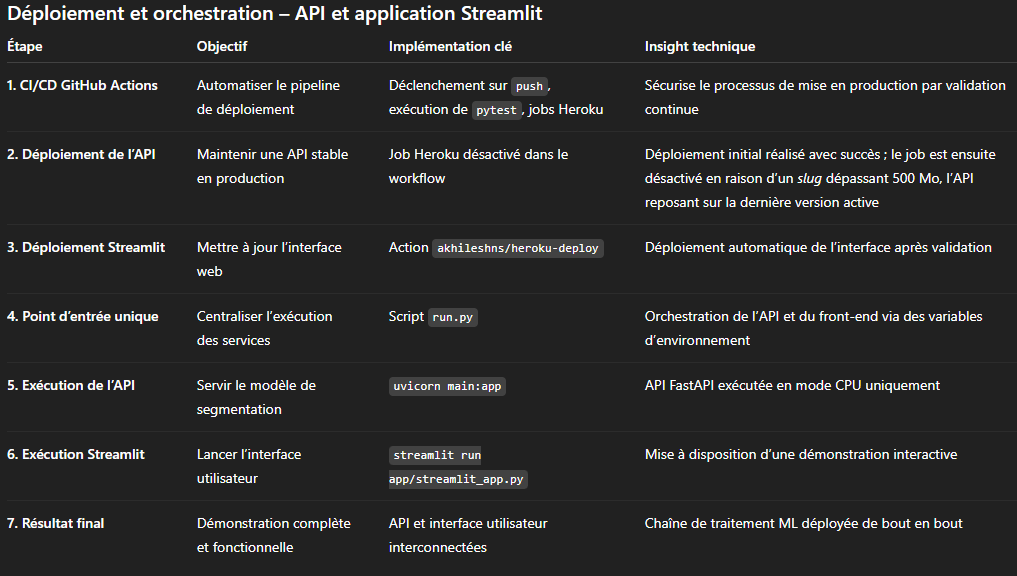 Déploiement et orchestration – API et application Streamlit
Étape Objectif Implémentation clé Insight technique
1. CI/CD GitHub Actions Automatiser le pipeline Déclenchement sur push, Sécurise le processus de mise en production par validation
de déploiement exécution de pytest, jobs Heroku continue
2. Déploiement de l’API Maintenir une API stable Job Heroku désactivé dans le Déploiement initial réalisé avec succès ; le job est ensuite
en production workflow désactivé en raison d’un slug dépassant 500 Mo, l’API
reposant sur la dernière version active
3. Déploiement Streamlit Mettre à jour l’interface Action akhileshns/heroku-deploy Déploiement automatique de l’interface après validation
web
4. Point d’entrée unique Centraliser l’exécution Script run.py Orchestration de l’API et du front-end via des variables
des services d’environnement
5. Exécution de l’API Servir le modèle de uvicorn main:app API FastAPI exécutée en mode CPU uniquement
segmentation
6. Exécution Streamlit Lancer l’interface streamlit run Mise à disposition d’une démonstration interactive
utilisateur app/streamlit_app.py
7. Résultat final Démonstration complète API et interface utilisateur Chaîne de traitement ML déployée de bout en bout
et fonctionnelle interconnectées